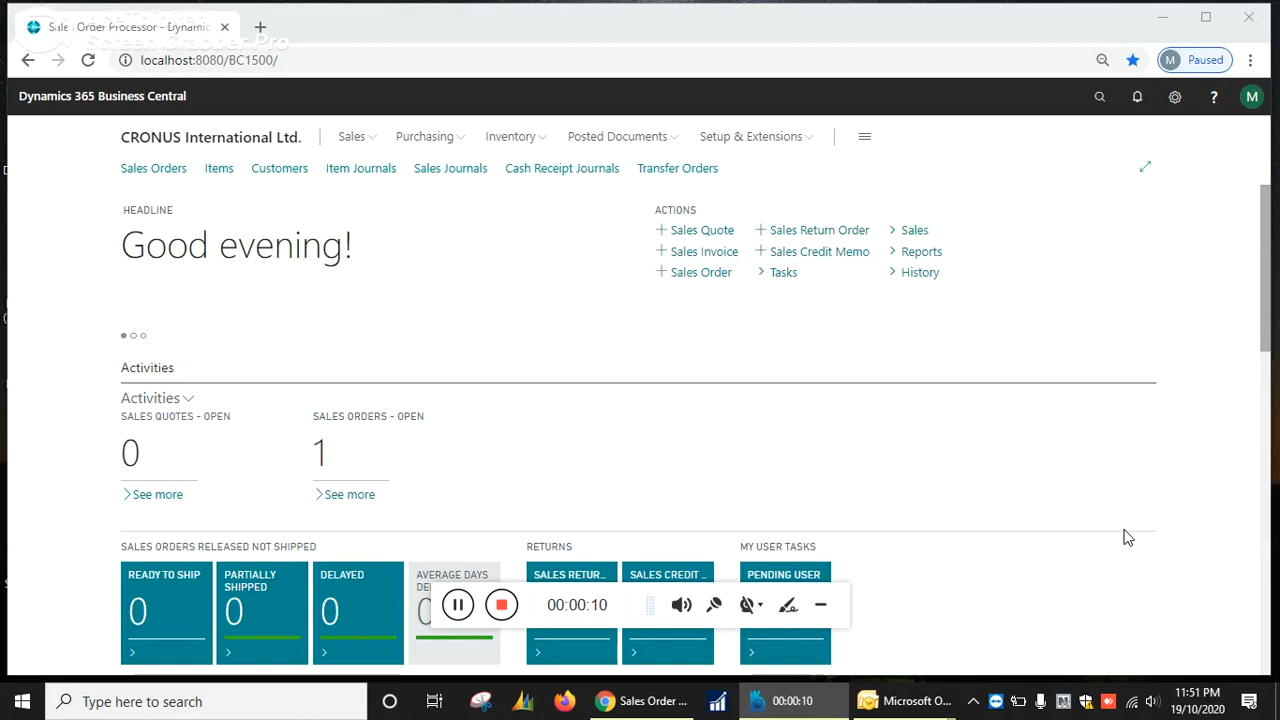 Sales Order Processor - Dynamic
Screen Grabber Pro
localhost:8080/BC1500/
M Paused
Dynamics 365 Business Central
? M
CRONUS International Ltd. Sales Purchasing Inventory Posted Documents Setup & Extensions
Sales Orders Items Customers Item Journals Sales Journals Cash Receipt Journals Transfer Orders
HEADLINE
Good evening!
ACTIONS
+ Sales Quote + Sales Return Order > Sales
+ Sales Invoice + Sales Credit Memo > Reports
+ Sales Order > Tasks > History
Activities
Activities
SALES QUOTES - OPEN SALES ORDERS - OPEN
0 1
>See more >See more
SALES ORDERS RELEASED NOT SHIPPED RETURNS MY USER TASKS
READY TO SHIP PARTIALLY SHIPPED DELAYED AVERAGE DAYS DE SALES RETUR... SALES CREDIT ... PENDING USER
0 0 0 0
00:00:10
Type here to search
Sales Order ... 00:00:10 Microsoft O...
11:51 PM
19/10/2020